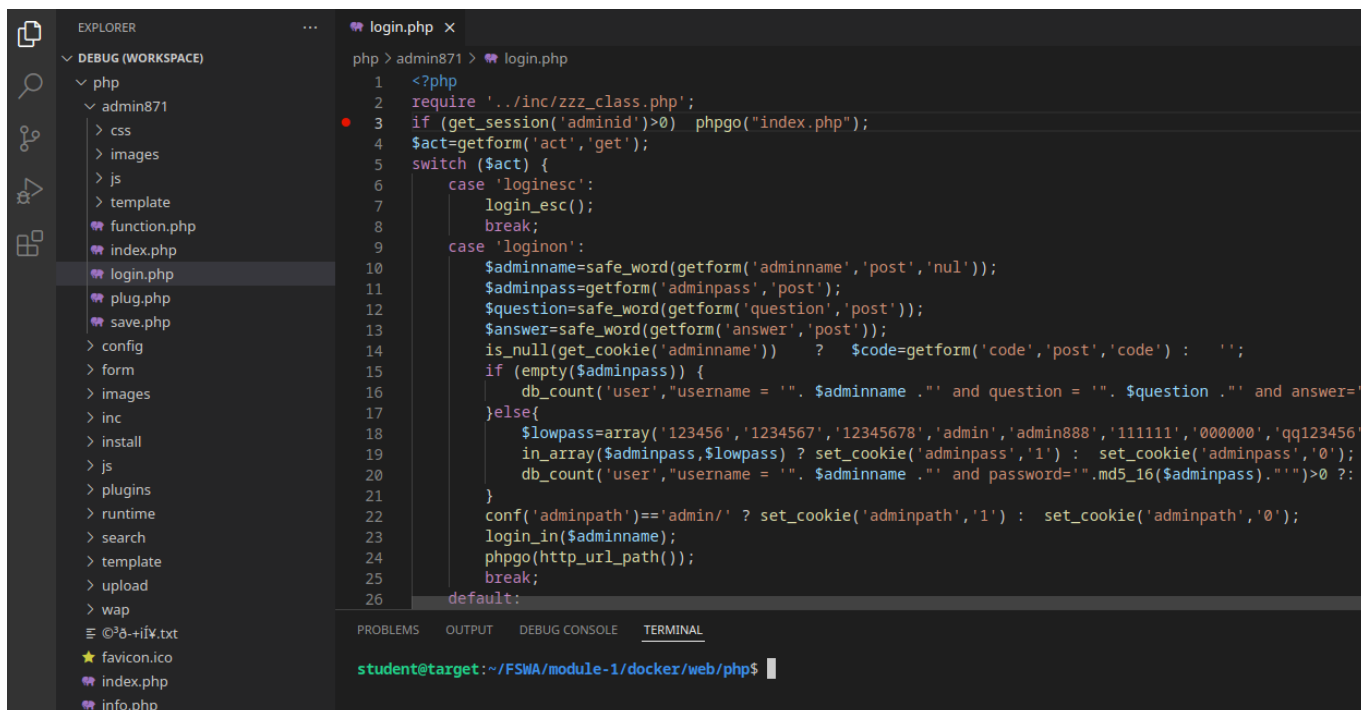 EXPLORER
DEBUG (WORKSPACE)
php
admin871
css
images
js
template
function.php
index.php
login.php
plug.php
save.php
config
form
images
inc
install
js
plugins
runtime
search
template
upload
wap
©³ð-+iÍ¥.txt
favicon.ico
index.php
info.php
login.php
php > admin871 > login.php
1 <?php
2 require '../inc/zzz_class.php';
3 if (get_session('adminid')>0)  phpgo("index.php");
4 $act=getform('act','get');
5 switch ($act) {
6     case 'loginesc':
7         login_esc();
8         break;
9     case 'loginon':
10         $adminname=safe_word(getform('adminname','post','nul'));
11         $adminpass=getform('adminpass','post');
12         $question=safe_word(getform('question','post'));
13         $answer=safe_word(getform('answer','post'));
14         is_null(get_cookie('adminname'))   ?   $code=getform('code','post','code') :   '';
15         if (empty($adminpass)) {
16             db_count('user',"username = '". $adminname ."' and question = '". $question ."' and answer='
17         }else{
18             $lowpass=array('123456','1234567','12345678','admin','admin888','111111','000000','qq123456'
19             in_array($adminpass,$lowpass) ? set_cookie('adminpass','1') :  set_cookie('adminpass','0');
20             db_count('user',"username = '". $adminname ."' and password='".md5_16($adminpass)."'")>0 ?:
21         }
22         conf('adminpath')=='admin/' ? set_cookie('adminpath','1') :  set_cookie('adminpath','0');
23         login_in($adminname);
24         phpgo(http_url_path());
25         break;
26     default:
PROBLEMS OUTPUT DEBUG CONSOLE TERMINAL
student@target:~/FSWA/module-1/docker/web/php$